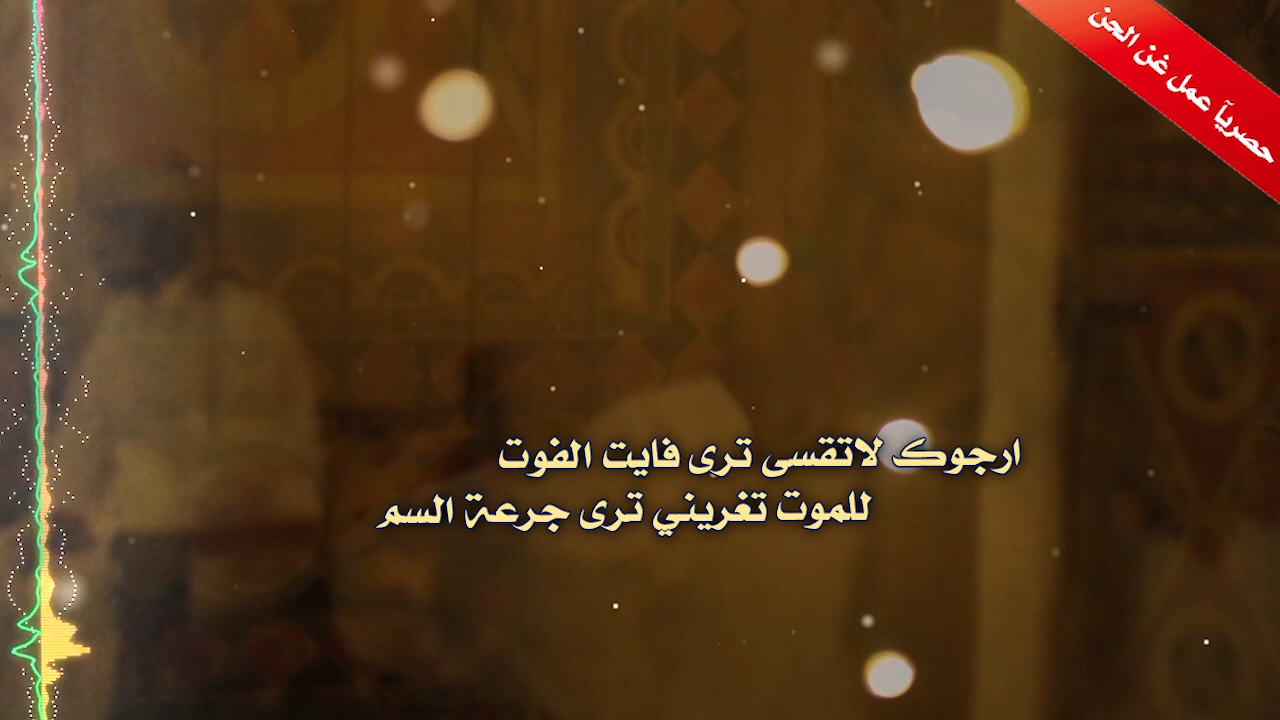 حصرياً عمل غن الحن
ارجوك لاتقسى ترى فايت الفوت
للموت تغريني ترى جرعة السم